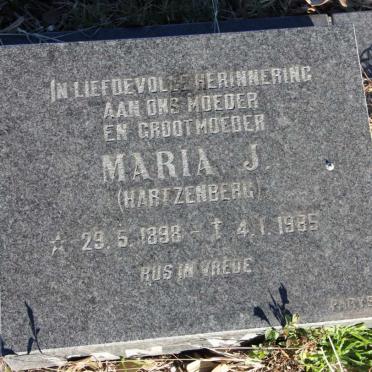 IN LIEFDEVOLLE HERINNERING
AAN ONS MOEDER
EN GROOTMOEDER
MARIA J.
(HARTZENBERG)
☆ 29.5.1898 - † 4.1.1985
RUS IN VREDE